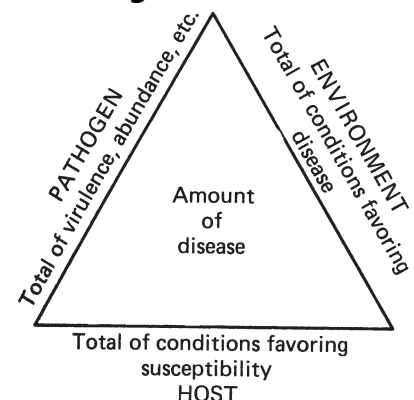 PATHOGEN
Total of virulence, abundance, etc.
ENVIRONMENT
Total of conditions favoring
disease
Amount
of
disease
Total of conditions favoring
susceptibility
HOST